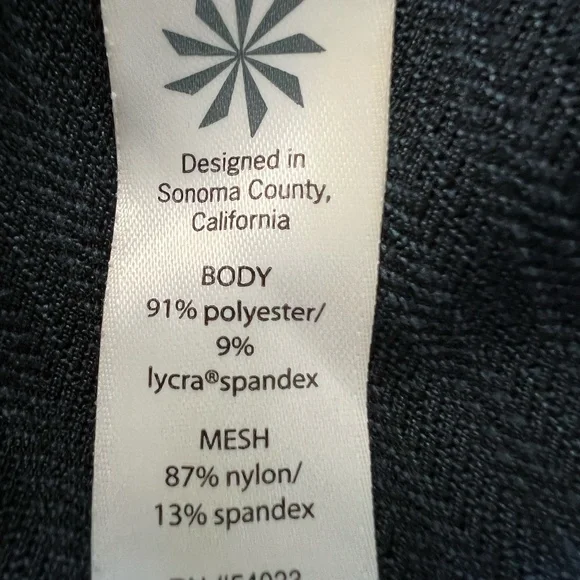 Designed in
Sonoma County,
California
BODY
91% polyester/
9%
lycra®spandex
MESH
87% nylon/
13% spandex